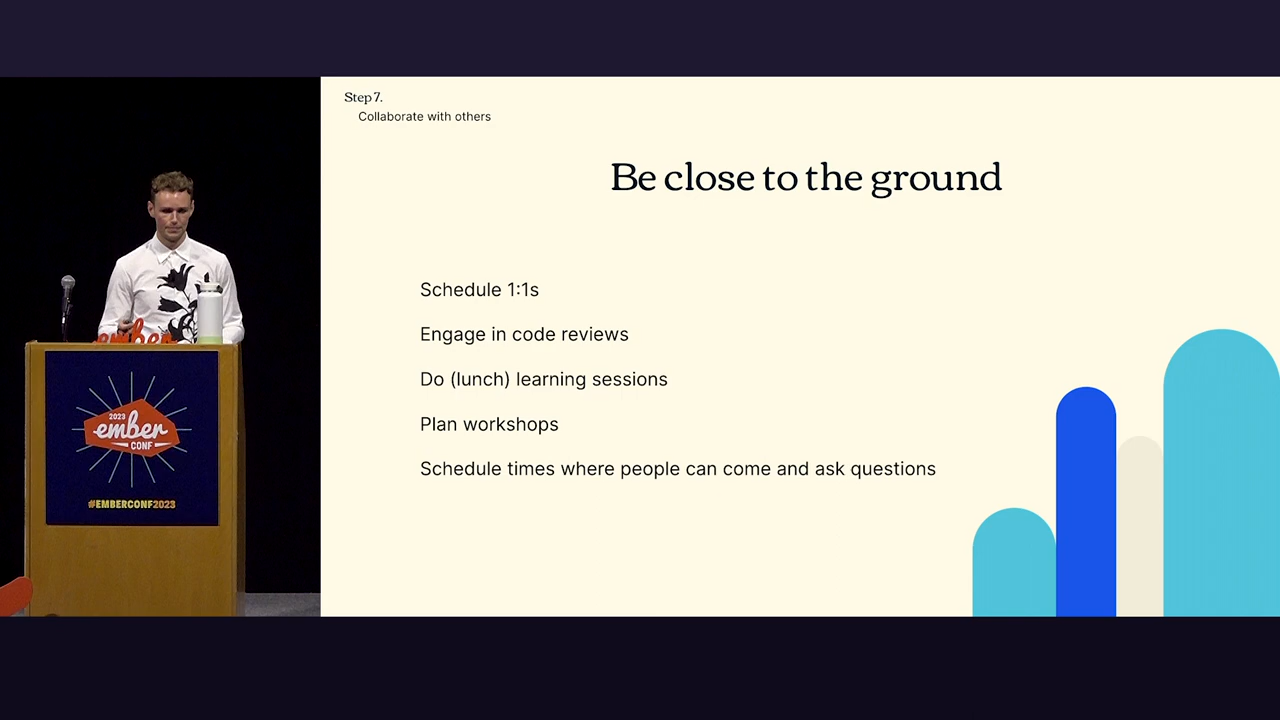 Step 7.
Collaborate with others
Be close to the ground
Schedule 1:1s
Engage in code reviews
Do (lunch) learning sessions
Plan workshops
Schedule times where people can come and ask questions
ember
2023
ember
CONF
#EMBERCONF2023